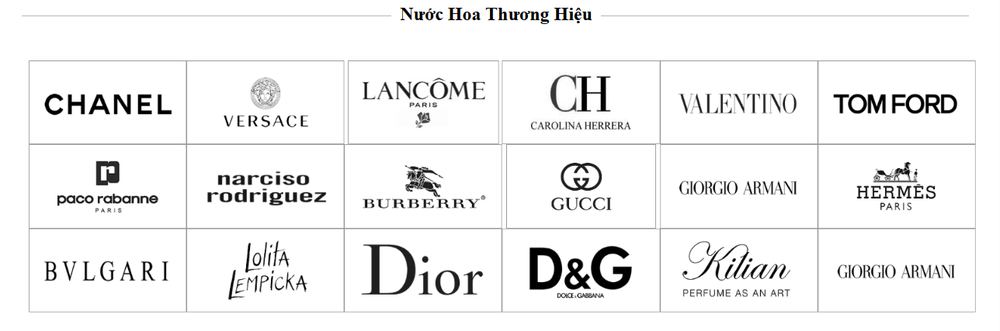 Nước Hoa Thương Hiệu
CHANEL
VERSACE
LANCÔME
PARIS
CH
CAROLINA HERRERA
VALENTINO
TOM FORD
paco rabanne
PARIS
narciso
rodriguez
BURBERRY®
GUCCI
GIORGIO ARMANI
HERMÈS
PARIS
BVLGARI
Lolita
LEMPICKA
Dior
D&G
DOLCE & GABBANA
Kilian
PERFUME AS AN ART
GIORGIO ARMANI